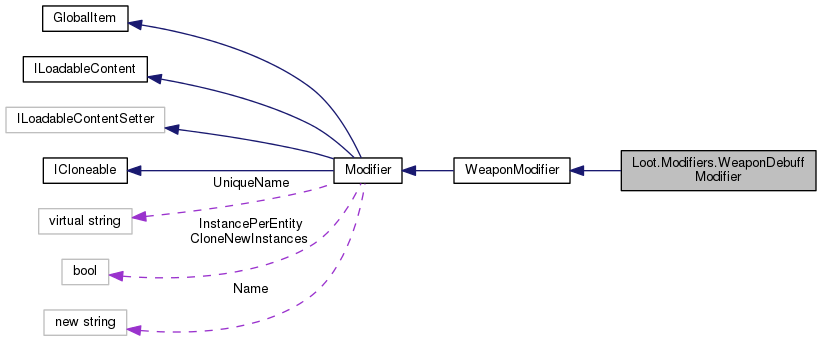 GlobalItem
ILoadableContent
ILoadableContentSetter
ICloneable
Modifier
WeaponModifier
Loot.Modifiers.WeaponDebuff
Modifier
UniqueName
virtual string
InstancePerEntity
CloneNewInstances
bool
Name
new string